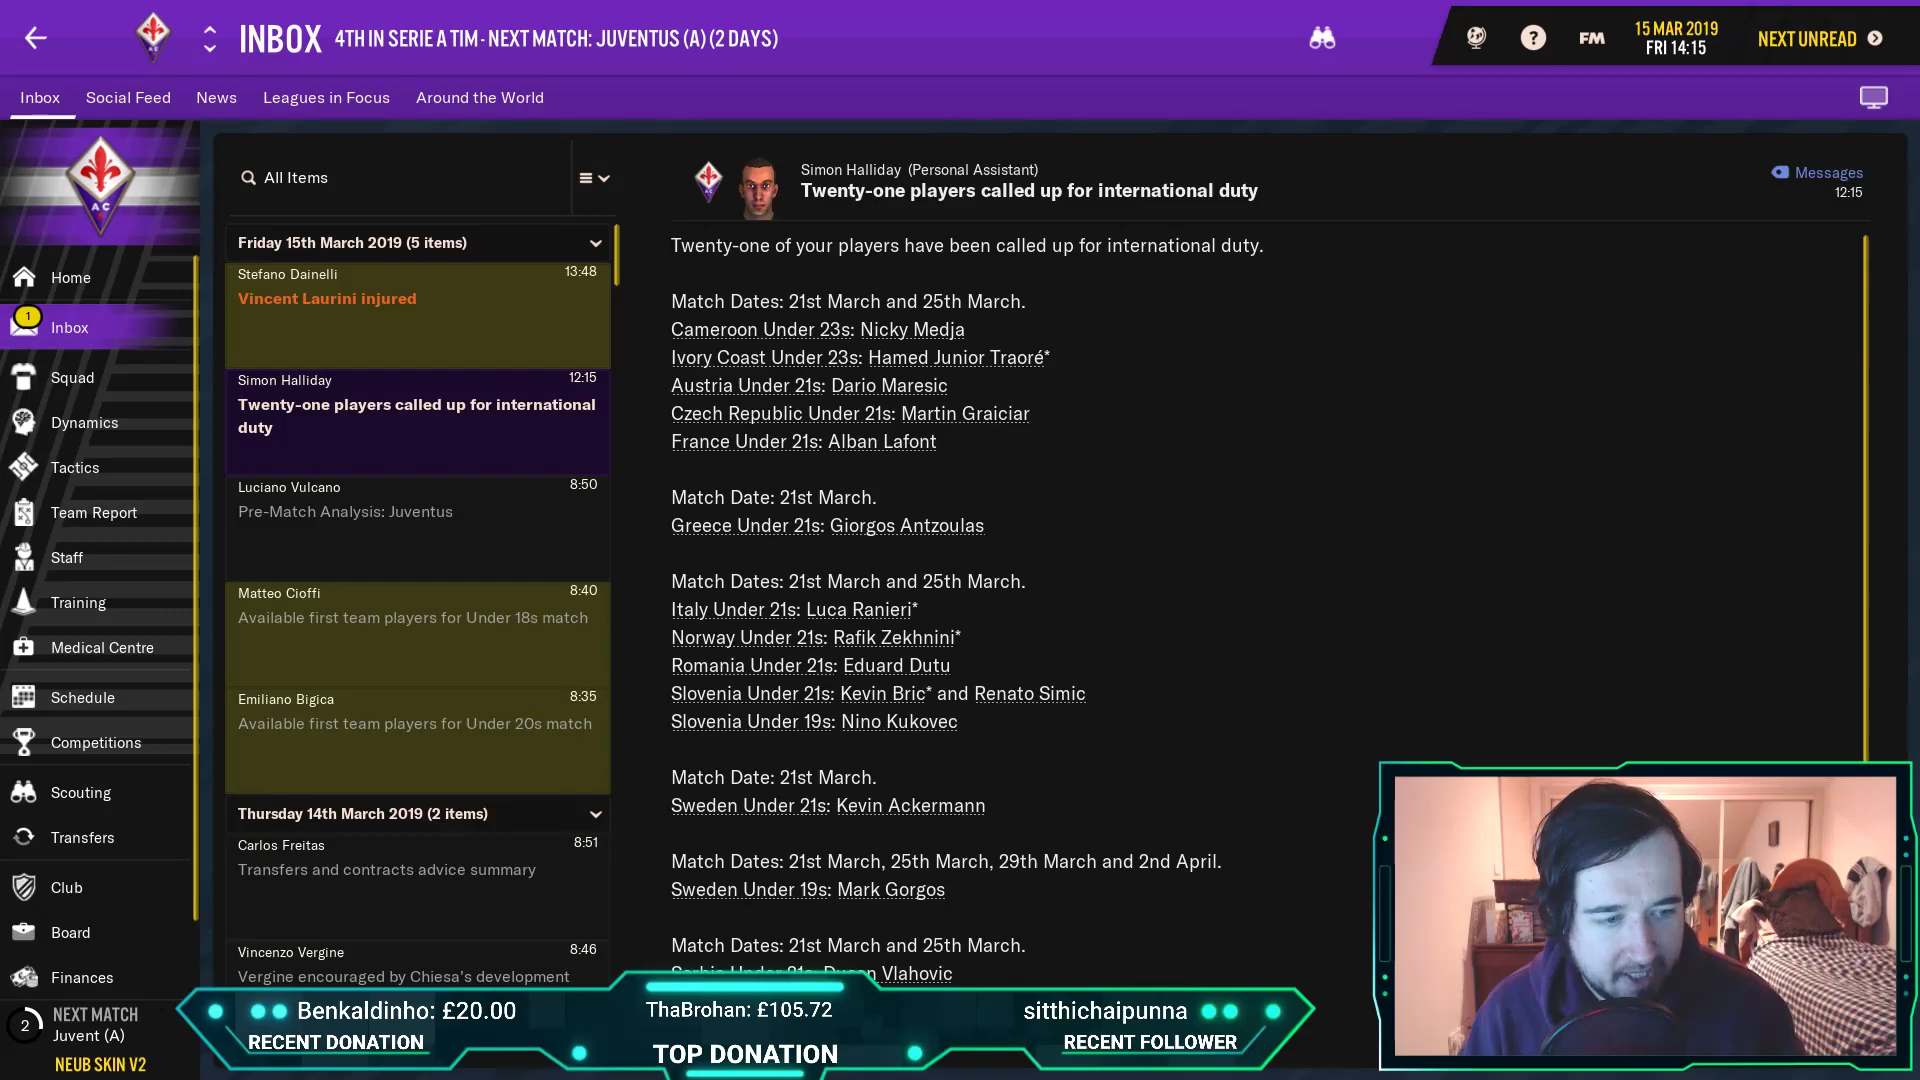 INBOX
4TH IN SERIE A TIM - NEXT MATCH: JUVENTUS (A) (2 DAYS)
FM
15 MAR 2019
FRI 14:15
NEXT UNREAD
Inbox
Social Feed
News
Leagues in Focus
Around the World
Home
1
Inbox
Squad
Dynamics
Tactics
Team Report
Staff
Training
Medical Centre
Schedule
Competitions
Scouting
Transfers
Club
Board
Finances
2
NEXT MATCH
Juvent (A)
NEUB SKIN V2
All Items
Friday 15th March 2019 (5 items)
Stefano Dainelli 13:48
Vincent Laurini injured
Simon Halliday 12:15
Twenty-one players called up for international
duty
Luciano Vulcano 8:50
Pre-Match Analysis: Juventus
Matteo Cioffi 8:40
Available first team players for Under 18s match
Emiliano Bigica 8:35
Available first team players for Under 20s match
Thursday 14th March 2019 (2 items)
Carlos Freitas 8:51
Transfers and contracts advice summary
Vincenzo Vergine 8:46
Vergine encouraged by Chiesa's development
Simon Halliday (Personal Assistant)
Twenty-one players called up for international duty
Messages
12:15
Twenty-one of your players have been called up for international duty.
Match Dates: 21st March and 25th March.
Cameroon Under 23s: Nicky Medja
Ivory Coast Under 23s: Hamed Junior Traoré*
Austria Under 21s: Dario Maresic
Czech Republic Under 21s: Martin Graiciar
France Under 21s: Alban Lafont
Match Date: 21st March.
Greece Under 21s: Giorgos Antzoulas
Match Dates: 21st March and 25th March.
Italy Under 21s: Luca Ranieri*
Norway Under 21s: Rafik Zekhnini*
Romania Under 21s: Eduard Dutu
Slovenia Under 21s: Kevin Bric* and Renato Simic
Slovenia Under 19s: Nino Kukovec
Match Date: 21st March.
Sweden Under 21s: Kevin Ackermann
Match Dates: 21st March, 25th March, 29th March and 2nd April.
Sweden Under 19s: Mark Gorgos
Match Dates: 21st March and 25th March.
Serbia Under 21s: Dusan Vlahovic
Benkaldinho: £20.00
RECENT DONATION
ThaBrohan: £105.72
TOP DONATION
sitthichaipunna
RECENT FOLLOWER